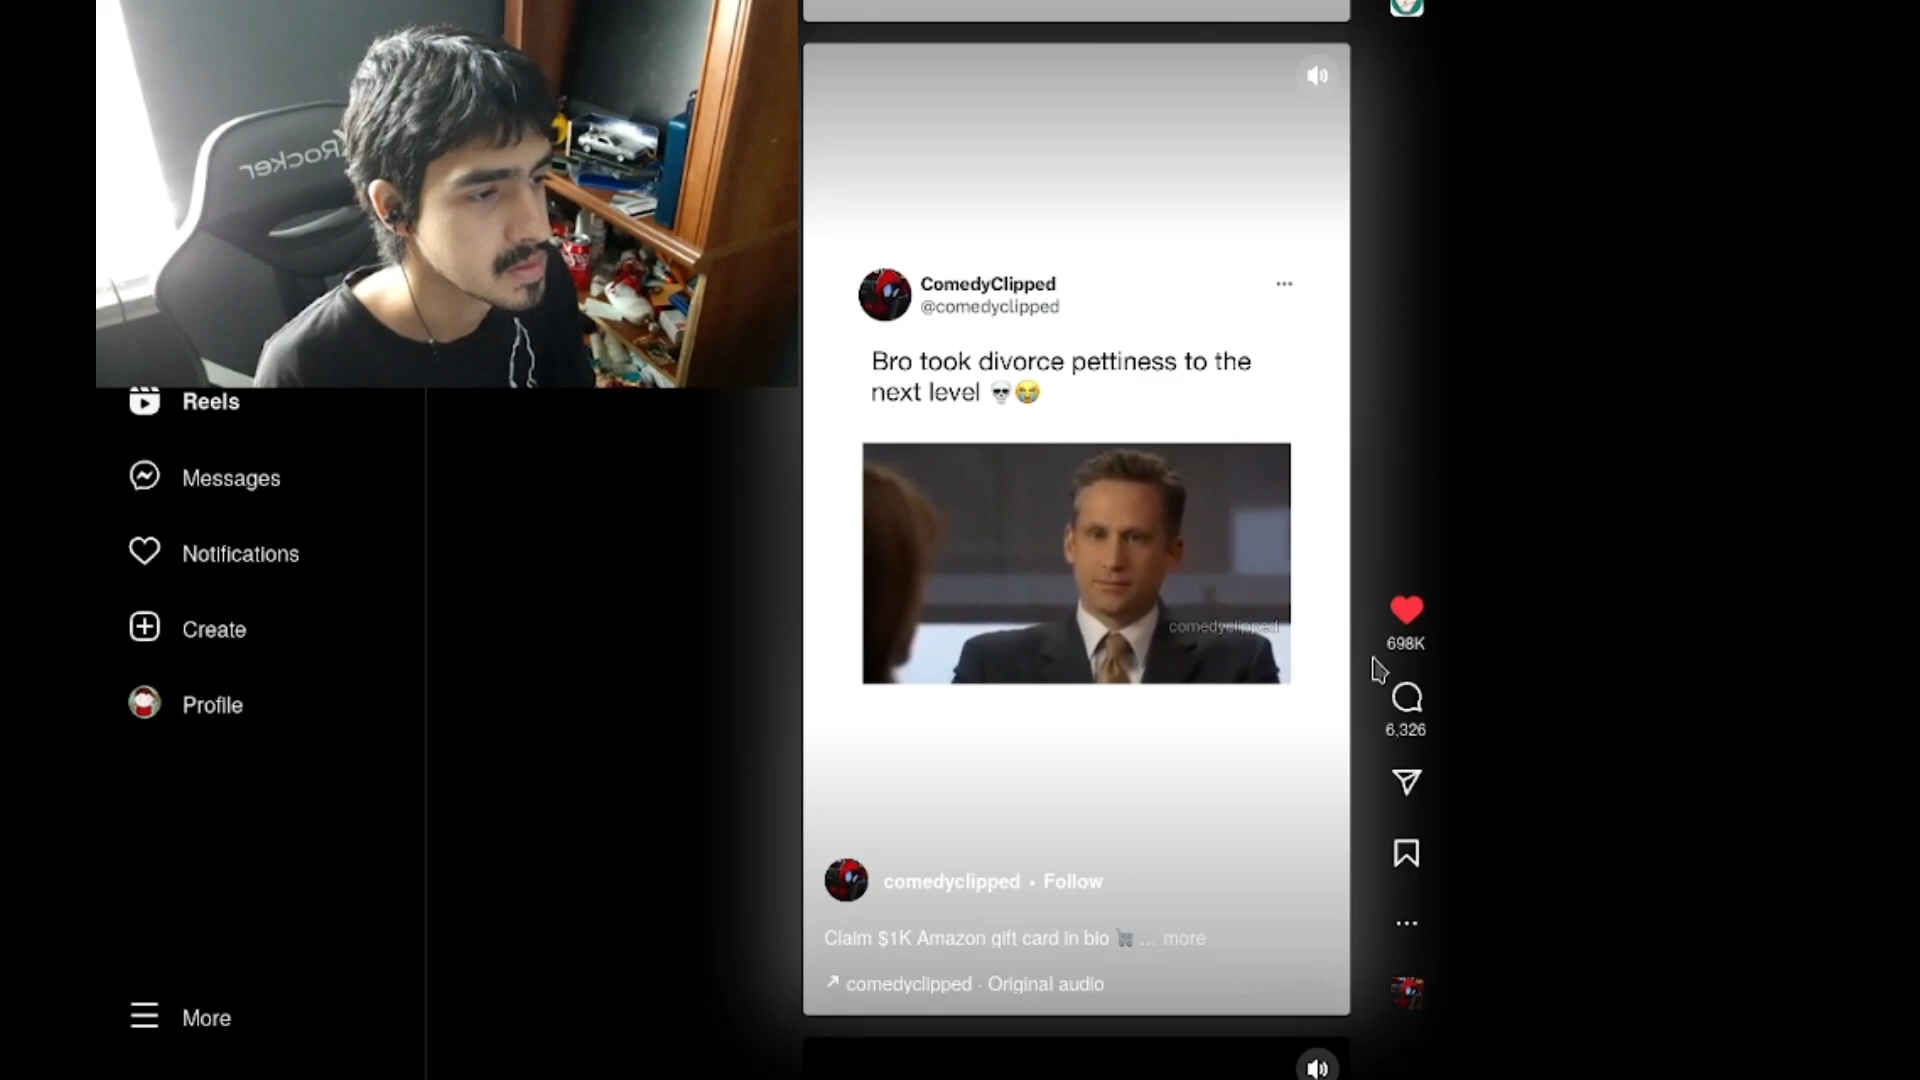 XRocker
Reels
Messages
Notifications
Create
Profile
More
ComedyClipped
@comedyclipped
Bro took divorce pettiness to the
next level 💀😭
comedyclipped
698K
6,326
comedyclipped • Follow
Claim $1K Amazon gift card in bio 🛒 ... more
comedyclipped · Original audio